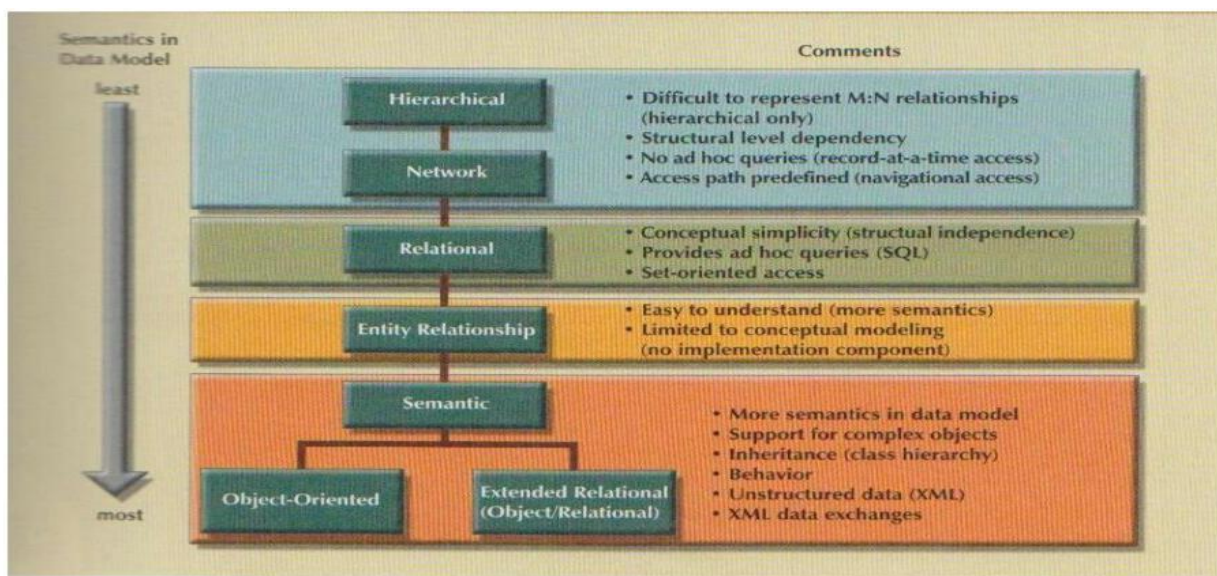 Semantics in
Data Model
least
most
Comments
Hierarchical
Network
• Difficult to represent M:N relationships
(hierarchical only)
• Structural level dependency
• No ad hoc queries (record-at-a-time access)
• Access path predefined (navigational access)
Relational
• Conceptual simplicity (structual independence)
• Provides ad hoc queries (SQL)
• Set-oriented access
Entity Relationship
• Easy to understand (more semantics)
• Limited to conceptual modeling
(no implementation component)
Semantic
Object-Oriented
Extended Relational
(Object/Relational)
• More semantics in data model
• Support for complex objects
• Inheritance (class hierarchy)
• Behavior
• Unstructured data (XML)
• XML data exchanges